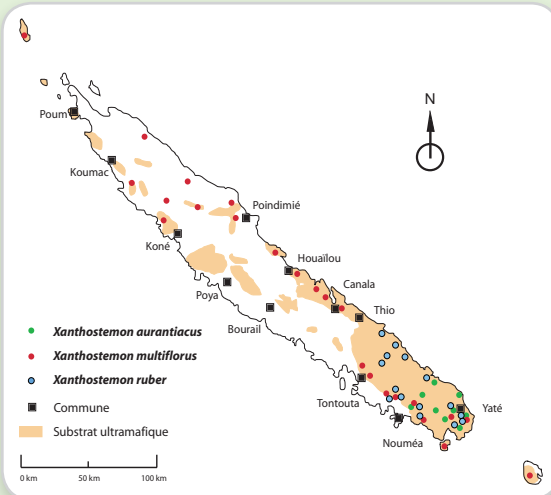 N
Poum
Koumac
Poindimié
Koné
Houaïlou
Poya
Canala
Bourail
Thio
Xanthostemon aurantiacus
Xanthostemon multiflorus
Xanthostemon ruber
Commune
Substrat ultramafique
Tontouta
Yaté
Nouméa
0 km 50 km 100 km